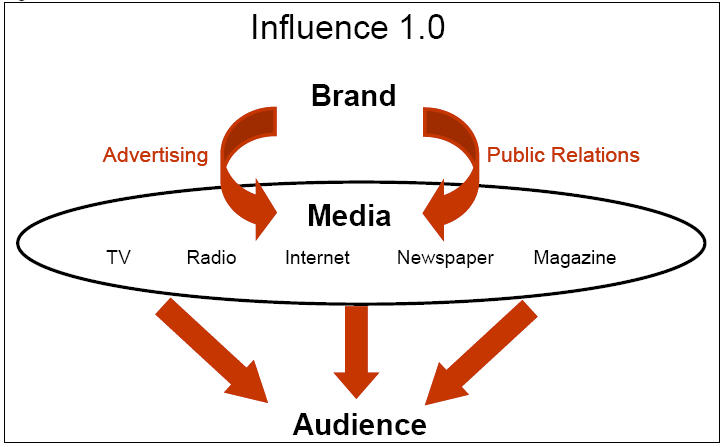 Influence 1.0
Brand
Advertising
Public Relations
Media
TV Radio Internet Newspaper Magazine
Audience